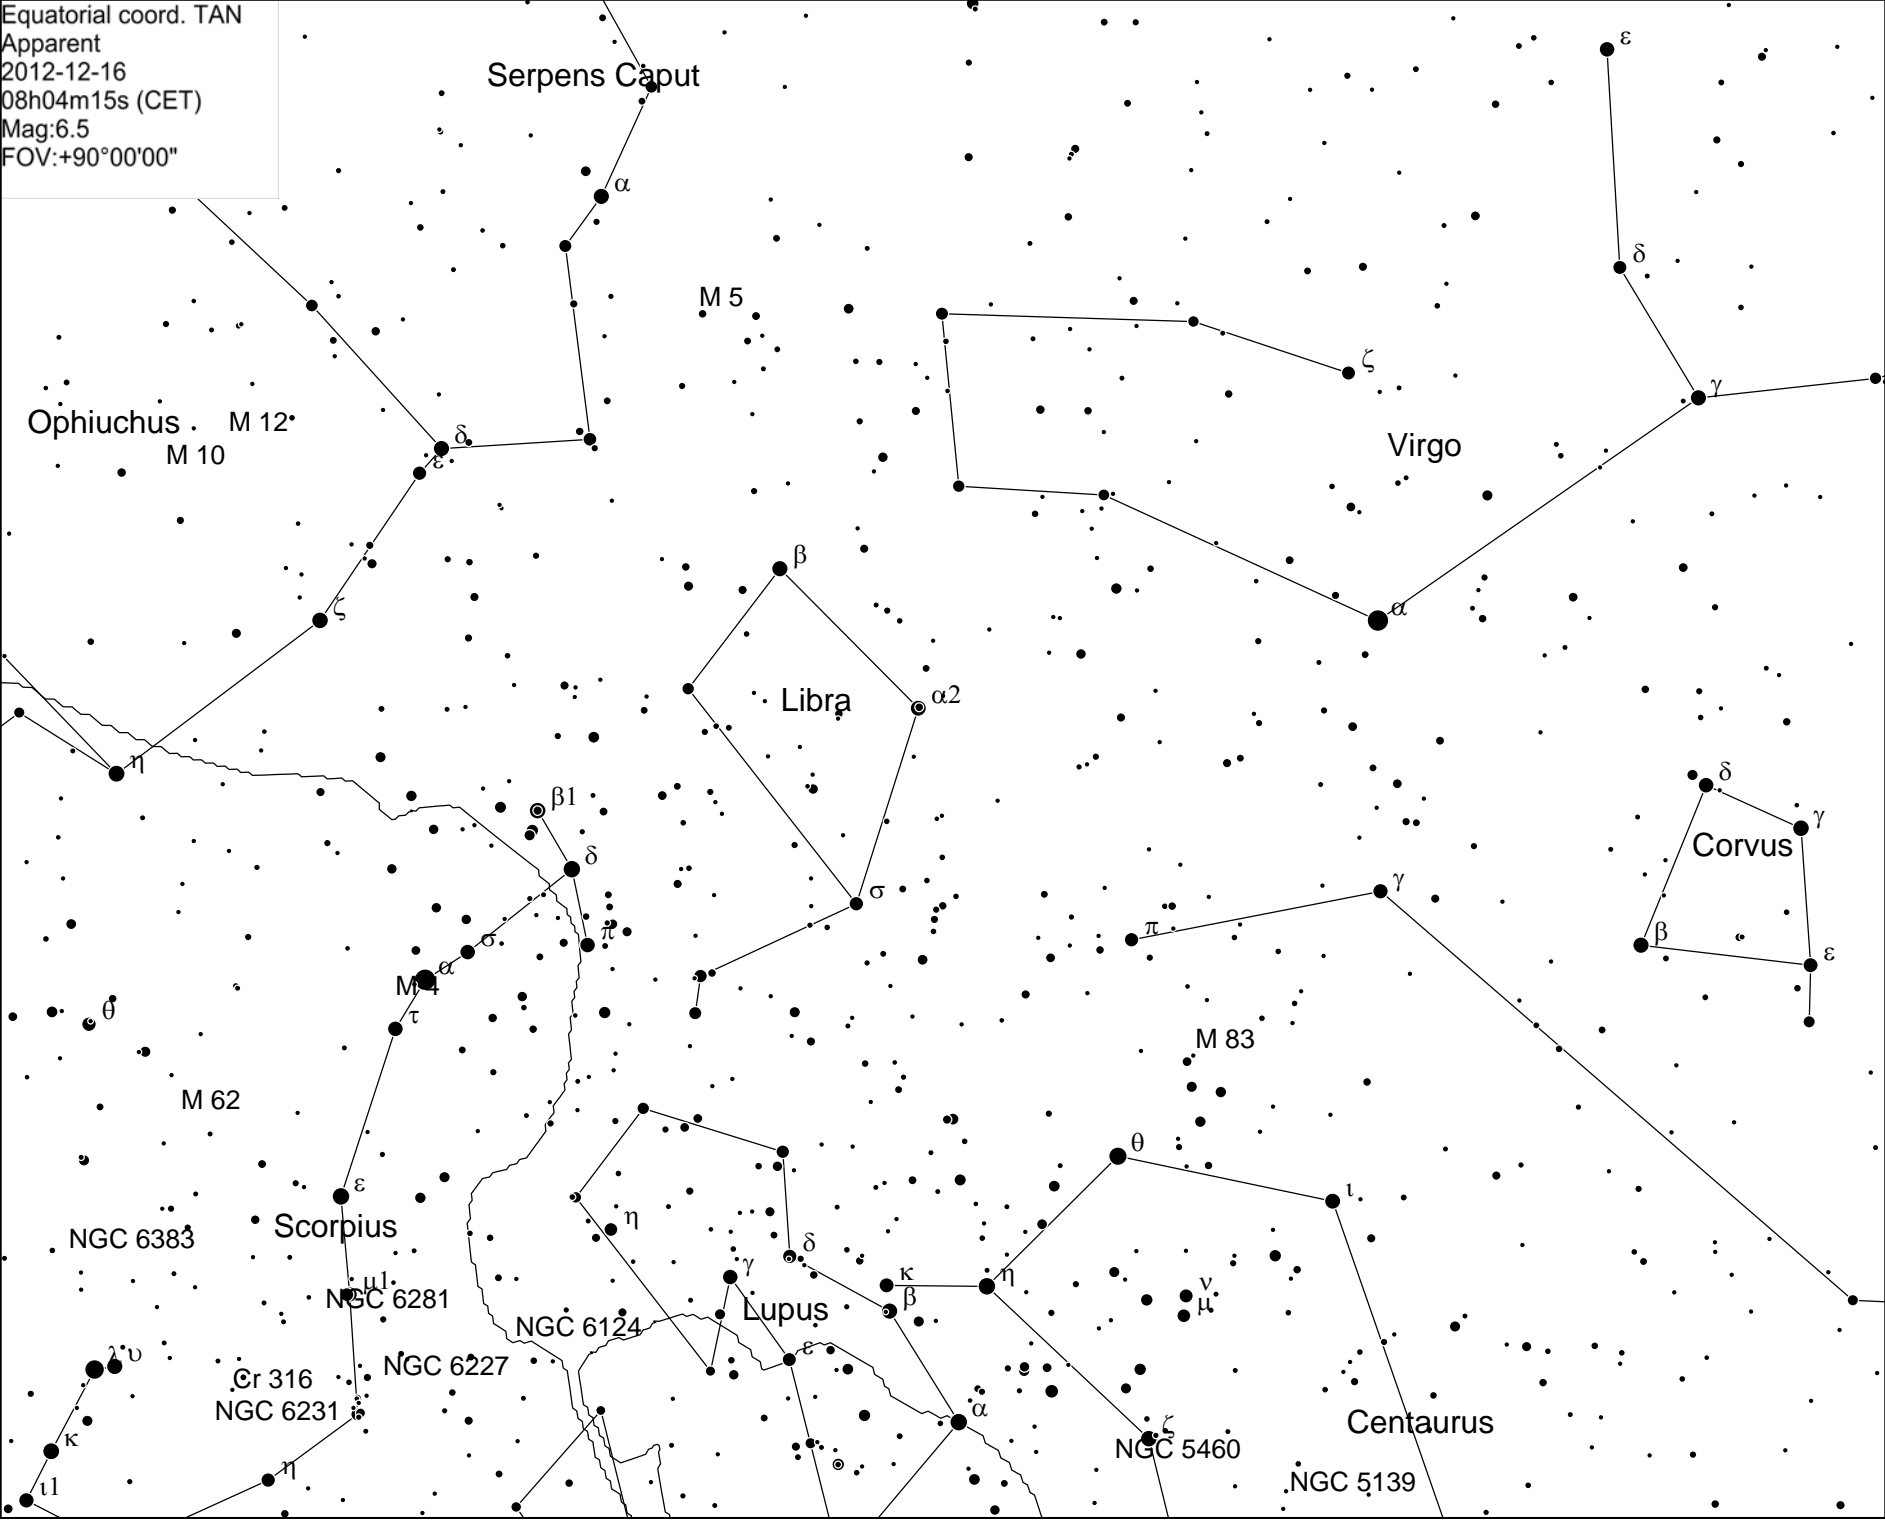 Equatorial coord. TAN
Apparent
2012-12-16
08h04m15s (CET)
Mag:6.5
FOV:+90°00'00"
ε
Serpens Caput
α
δ
M 5
ζ
γ
Ophiuchus
M 12
δ
Virgo
M 10
ε
β
ζ
α
Libra
α2
η
δ
β1
γ
Corvus
δ
σ
γ
π
β
σ
π
ε
α
M 4
θ
τ
M 83
M 62
θ
ε
ι
η
Scorpius
NGC 6383
δ
γ
κ
η
μ1
ν
NGC 6281
Lupus
β
μ
NGC 6124
λ
υ
ε
NGC 6227
Cr 316
NGC 6231
α
Centaurus
ζ
κ
NGC 5460
η
NGC 5139
ι1